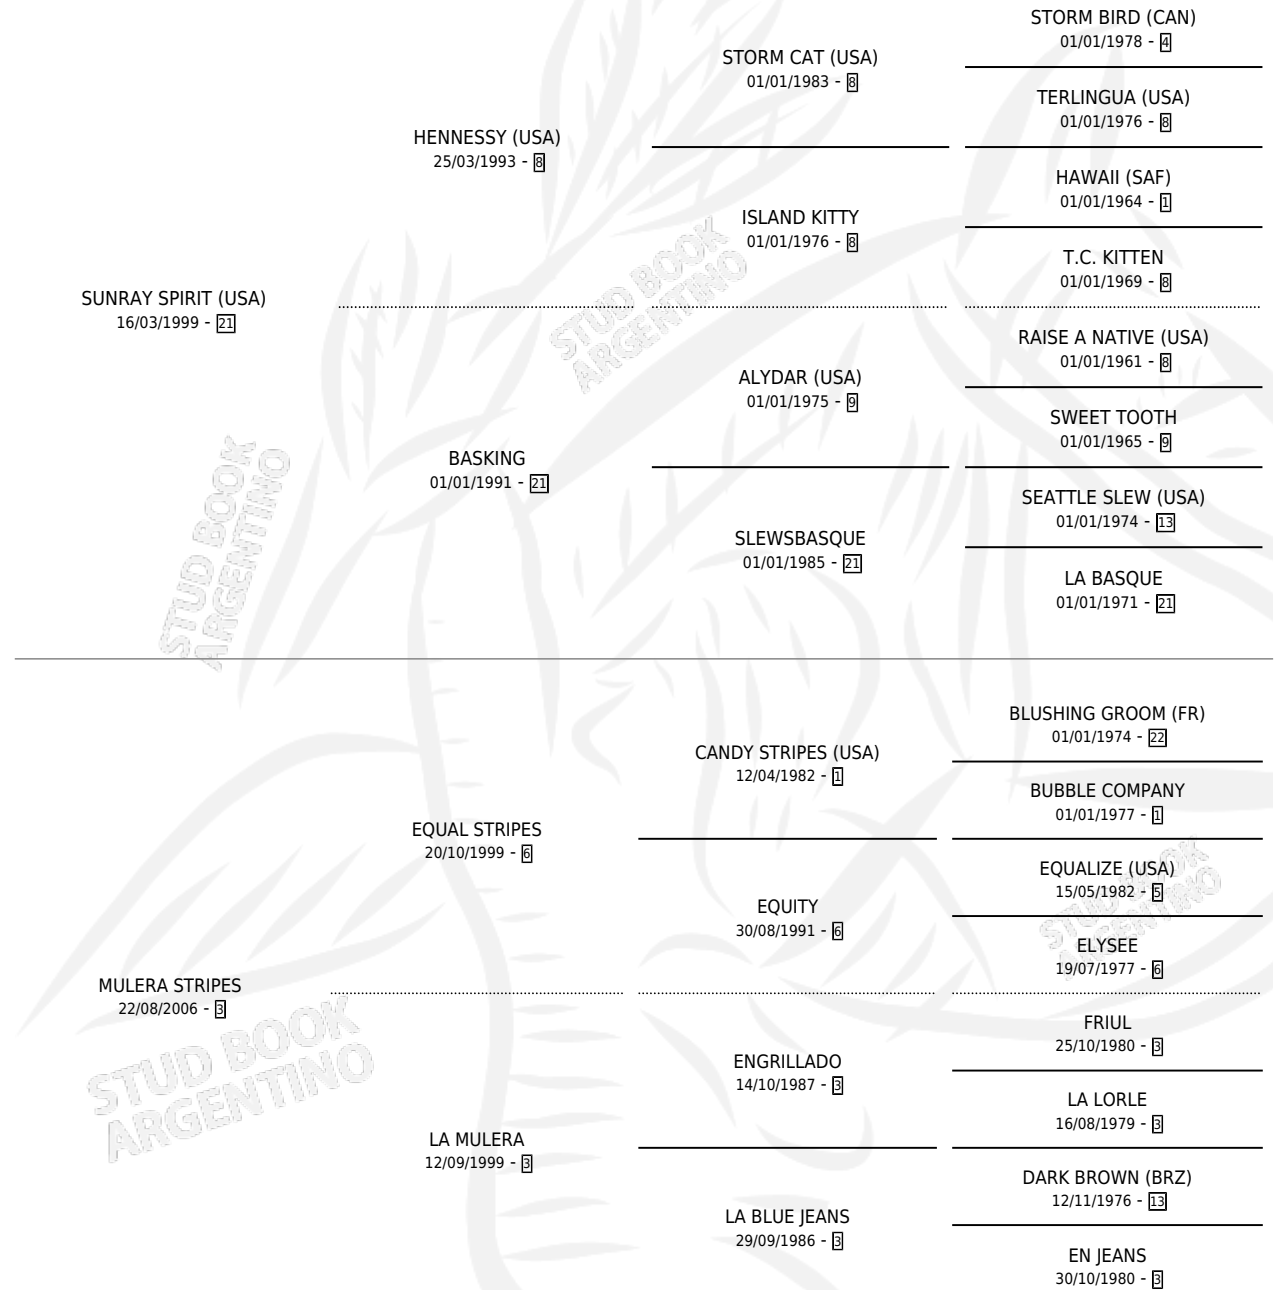 STORM BIRD (CAN)
01/01/1978 - 4
STORM CAT (USA)
01/01/1983 - 8
TERLINGUA (USA)
01/01/1976 - 8
HENNESSY (USA)
25/03/1993 - 8
HAWAII (SAF)
01/01/1964 - 1
ISLAND KITTY
01/01/1976 - 8
T.C. KITTEN
01/01/1969 - 8
SUNRAY SPIRIT (USA)
16/03/1999 - 21
RAISE A NATIVE (USA)
01/01/1961 - 8
ALYDAR (USA)
01/01/1975 - 9
SWEET TOOTH
01/01/1965 - 9
BASKING
01/01/1991 - 21
SEATTLE SLEW (USA)
01/01/1974 - 13
SLEWSBASQUE
01/01/1985 - 21
LA BASQUE
01/01/1971 - 21
BLUSHING GROOM (FR)
01/01/1974 - 22
CANDY STRIPES (USA)
12/04/1982 - 1
BUBBLE COMPANY
01/01/1977 - 1
EQUAL STRIPES
20/10/1999 - 6
EQUALIZE (USA)
15/05/1982 - 5
EQUITY
30/08/1991 - 6
ELYSEE
19/07/1977 - 6
MULERA STRIPES
22/08/2006 - 3
FRIUL
25/10/1980 - 3
ENGRILLADO
14/10/1987 - 3
LA LORLE
16/08/1979 - 3
LA MULERA
12/09/1999 - 3
DARK BROWN (BRZ)
12/11/1976 - 13
LA BLUE JEANS
29/09/1986 - 3
EN JEANS
30/10/1980 - 3
STUD BOOK
ARGENTINO
STUD BOOK
ARGENTINO
STUD BOOK
ARGENTINO
STUD BOOK
ARGENTINO